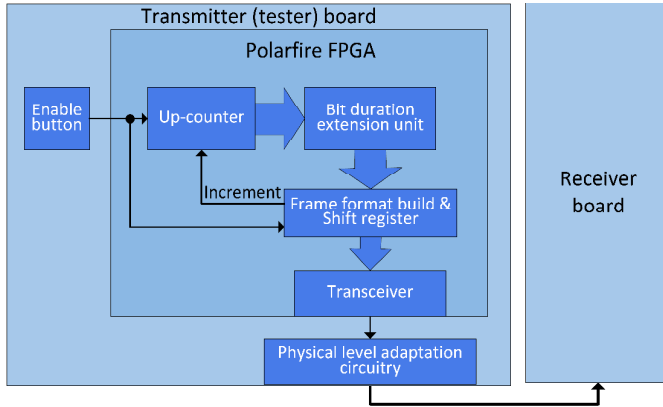 Transmitter (tester) board
Polarfire FPGA
Enable
button
Up-counter
Bit duration
extension unit
Increment
Frame format build &
Shift register
Transceiver
Physical level adaptation
circuitry
Receiver
board